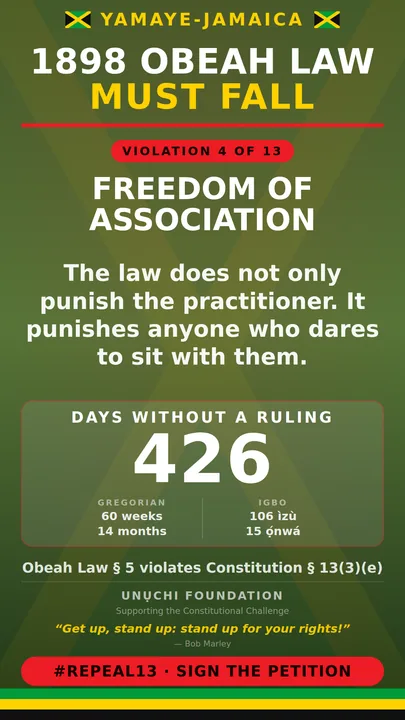 YAMAYE-JAMAICA
1898 OBEAH LAW
MUST FALL
VIOLATION 4 OF 13
FREEDOM OF
ASSOCIATION
The law does not only
punish the practitioner. It
punishes anyone who dares
to sit with them.
DAYS WITHOUT A RULING
426
GREGORIAN
60 weeks
14 months
IGBO
106 ìzù
15 ọ́nwá
Obeah Law § 5 violates Constitution § 13(3)(e)
UNỤCHI FOUNDATION
Supporting the Constitutional Challenge
“Get up, stand up: stand up for your rights!”
— Bob Marley
#REPEAL13 · SIGN THE PETITION